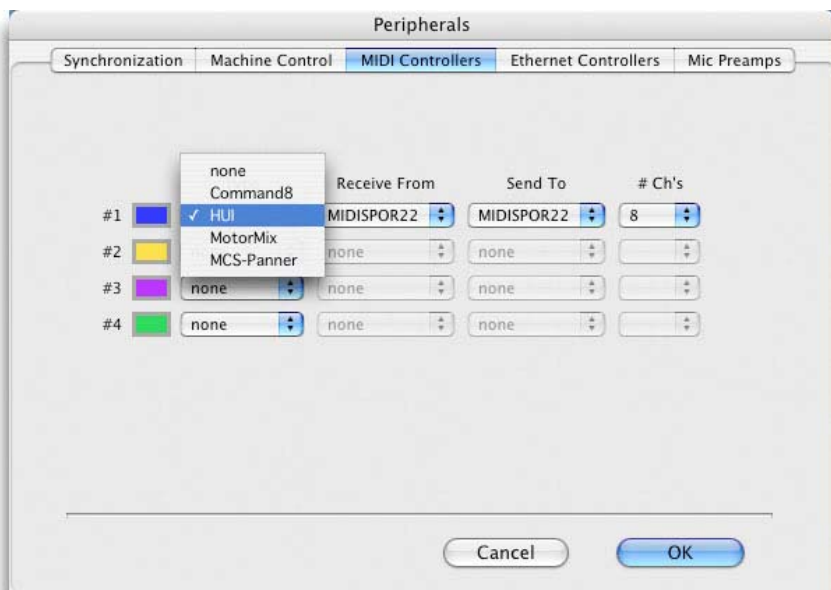 Peripherals
Synchronization Machine Control MIDI Controllers Ethernet Controllers Mic Preamps
none
Command8
Receive From Send To # Ch's
#1 ✓ HUI MIDISPOR22 MIDISPOR22 8
MotorMix
#2 none none
MCS-Panner
#3 none none none
#4 none none none
Cancel OK